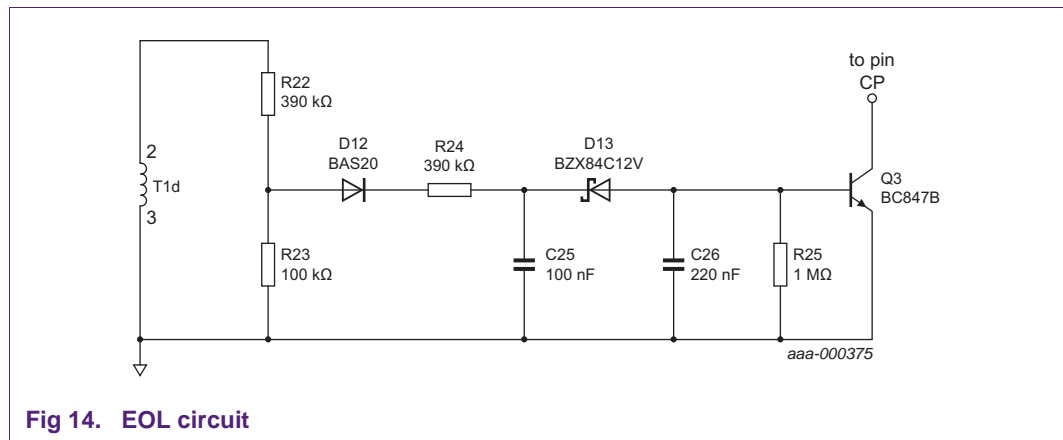 to pin
CP
R22
390 kΩ
D12
BAS20
R24
390 kΩ
D13
BZX84C12V
2
T1d
3
Q3
BC847B
R23
100 kΩ
C25
100 nF
C26
220 nF
R25
1 MΩ
aaa-000375
Fig 14. EOL circuit